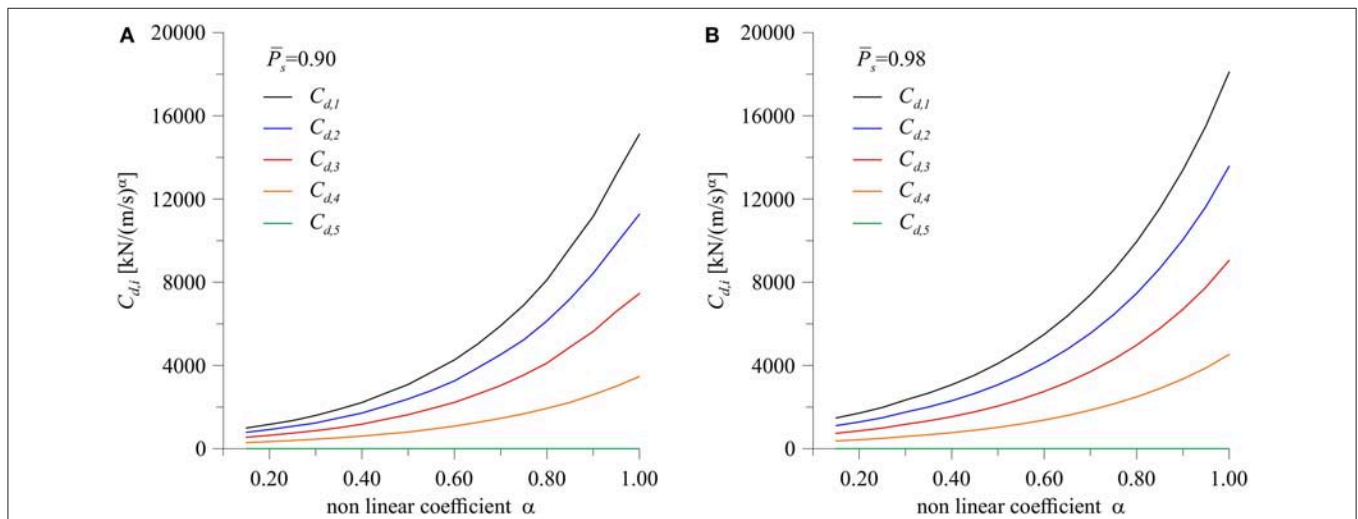 A
P̅s=0.90
Cd,1
Cd,2
Cd,3
Cd,4
Cd,5
20000
16000
12000
8000
4000
0
Cd,i [kN/(m/s)α]
0.20 0.40 0.60 0.80 1.00
non linear coefficient α
B
P̅s=0.98
Cd,1
Cd,2
Cd,3
Cd,4
Cd,5
20000
16000
12000
8000
4000
0
Cd,i [kN/(m/s)α]
0.20 0.40 0.60 0.80 1.00
non linear coefficient α